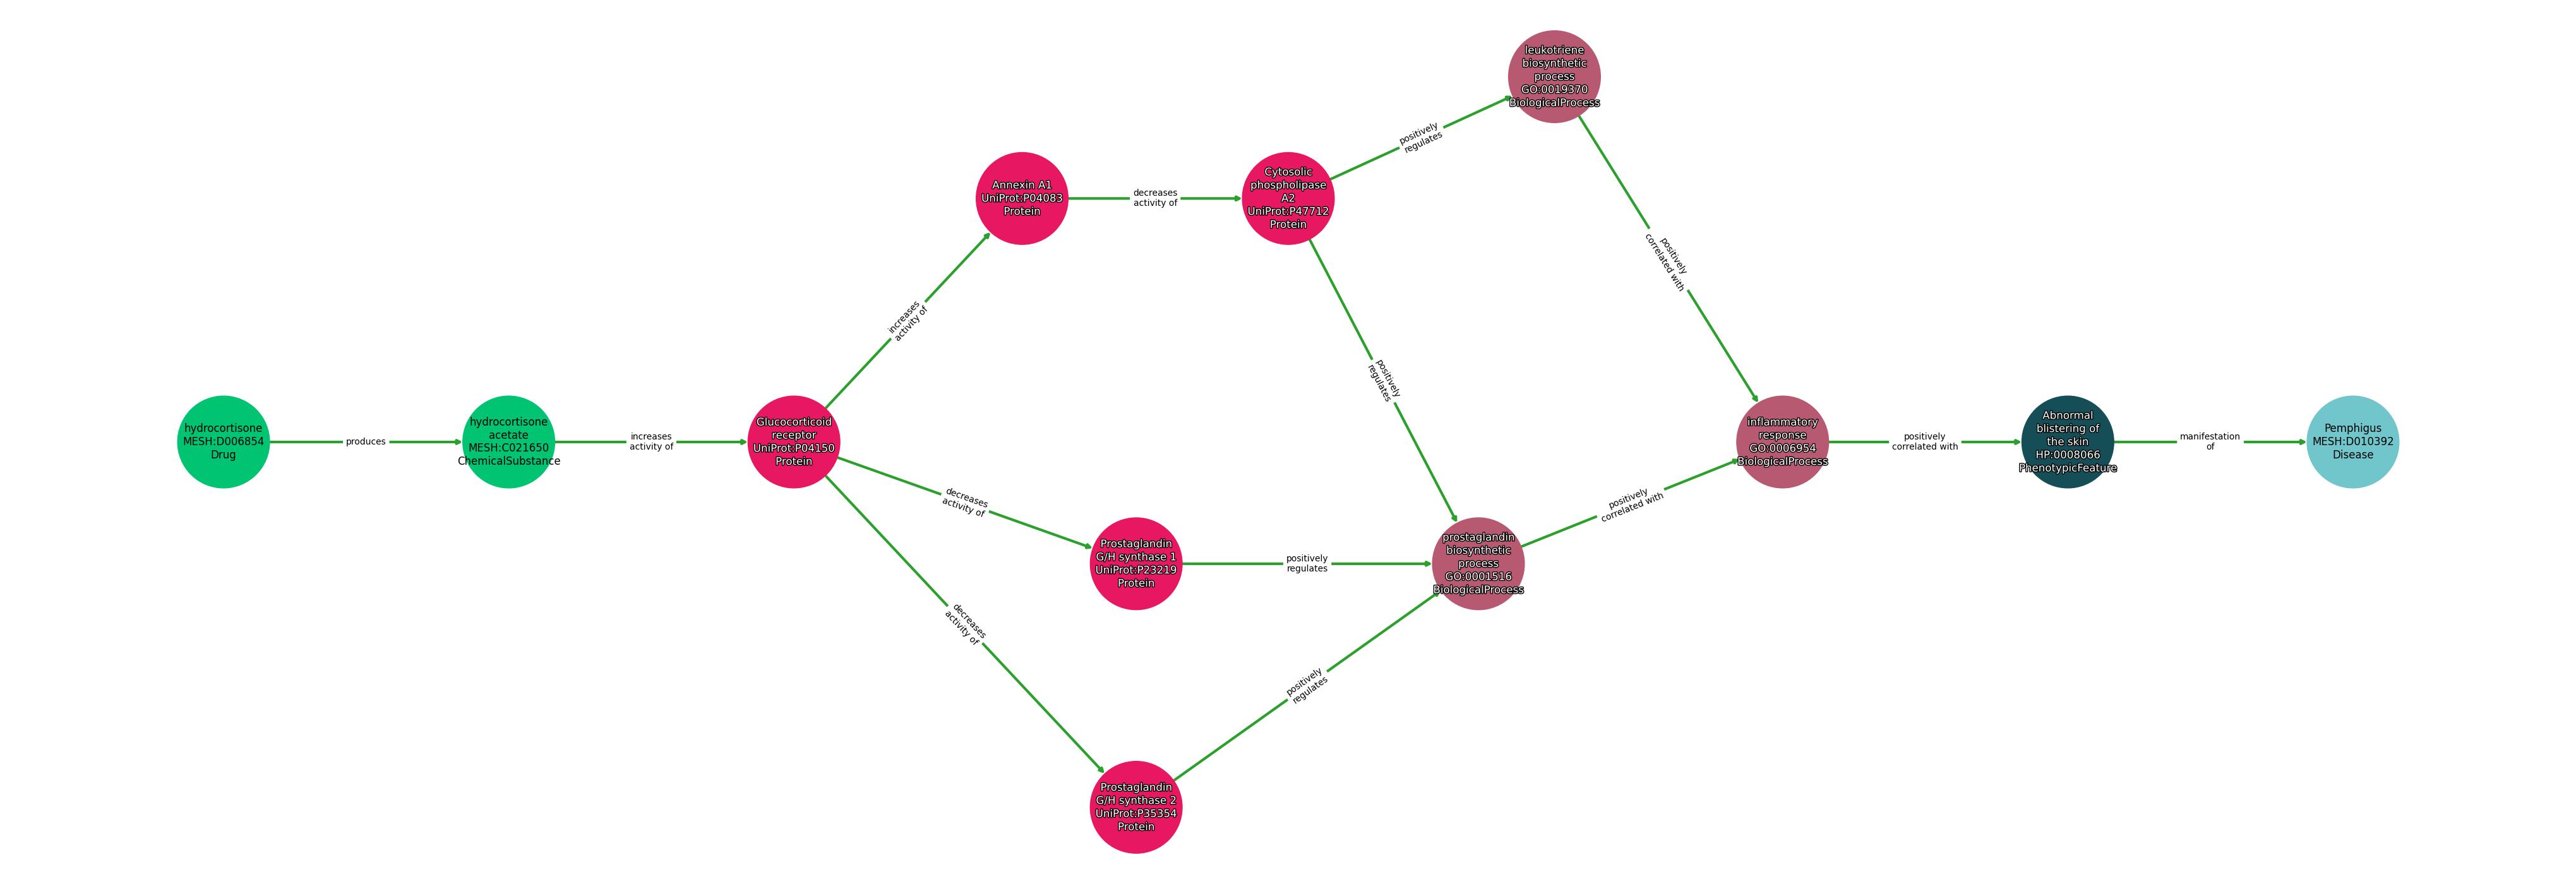 leukotriene
biosynthetic
process
GO:0019370
BiologicalProcess
positively
regulates
Annexin A1
UniProt:P04083
Protein
decreases
activity of
Cytosolic
phospholipase
A2
UniProt:P47712
Protein
positively
correlated with
increases
activity of
positively
regulates
hydrocortisone
MESH:D006854
Drug
produces
hydrocortisone
acetate
MESH:C021650
ChemicalSubstance
increases
activity of
Glucocorticoid
receptor
UniProt:P04150
Protein
inflammatory
response
GO:0006954
BiologicalProcess
positively
correlated with
Abnormal
blistering of
the skin
HP:0008066
PhenotypicFeature
manifestation
of
Pemphigus
MESH:D010392
Disease
decreases
activity of
positively
correlated with
Prostaglandin
G/H synthase 1
UniProt:P23219
Protein
positively
regulates
prostaglandin
biosynthetic
process
GO:0001516
BiologicalProcess
decreases
activity of
positively
regulates
Prostaglandin
G/H synthase 2
UniProt:P35354
Protein